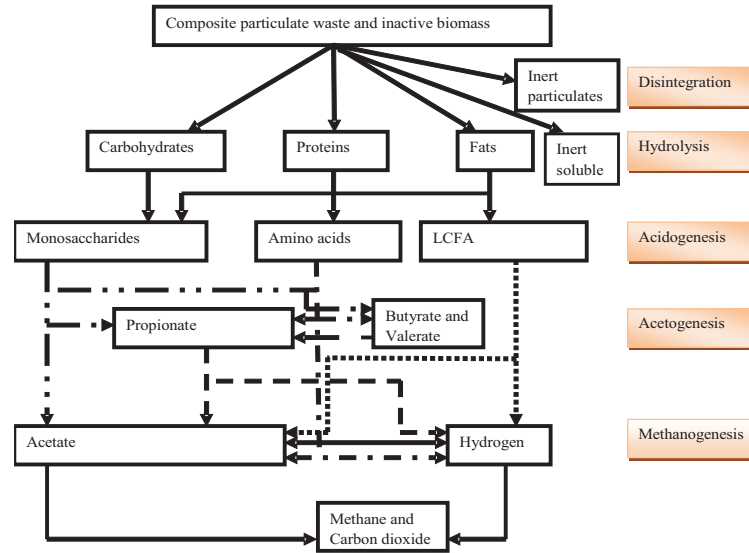 Composite particulate waste and inactive biomass
Inert
particulates
Disintegration
Carbohydrates
Proteins
Fats
Inert
soluble
Hydrolysis
Monosaccharides
Amino acids
LCFA
Acidogenesis
Propionate
Butyrate and
Valerate
Acetogenesis
Acetate
Hydrogen
Methanogenesis
Methane and
Carbon dioxide